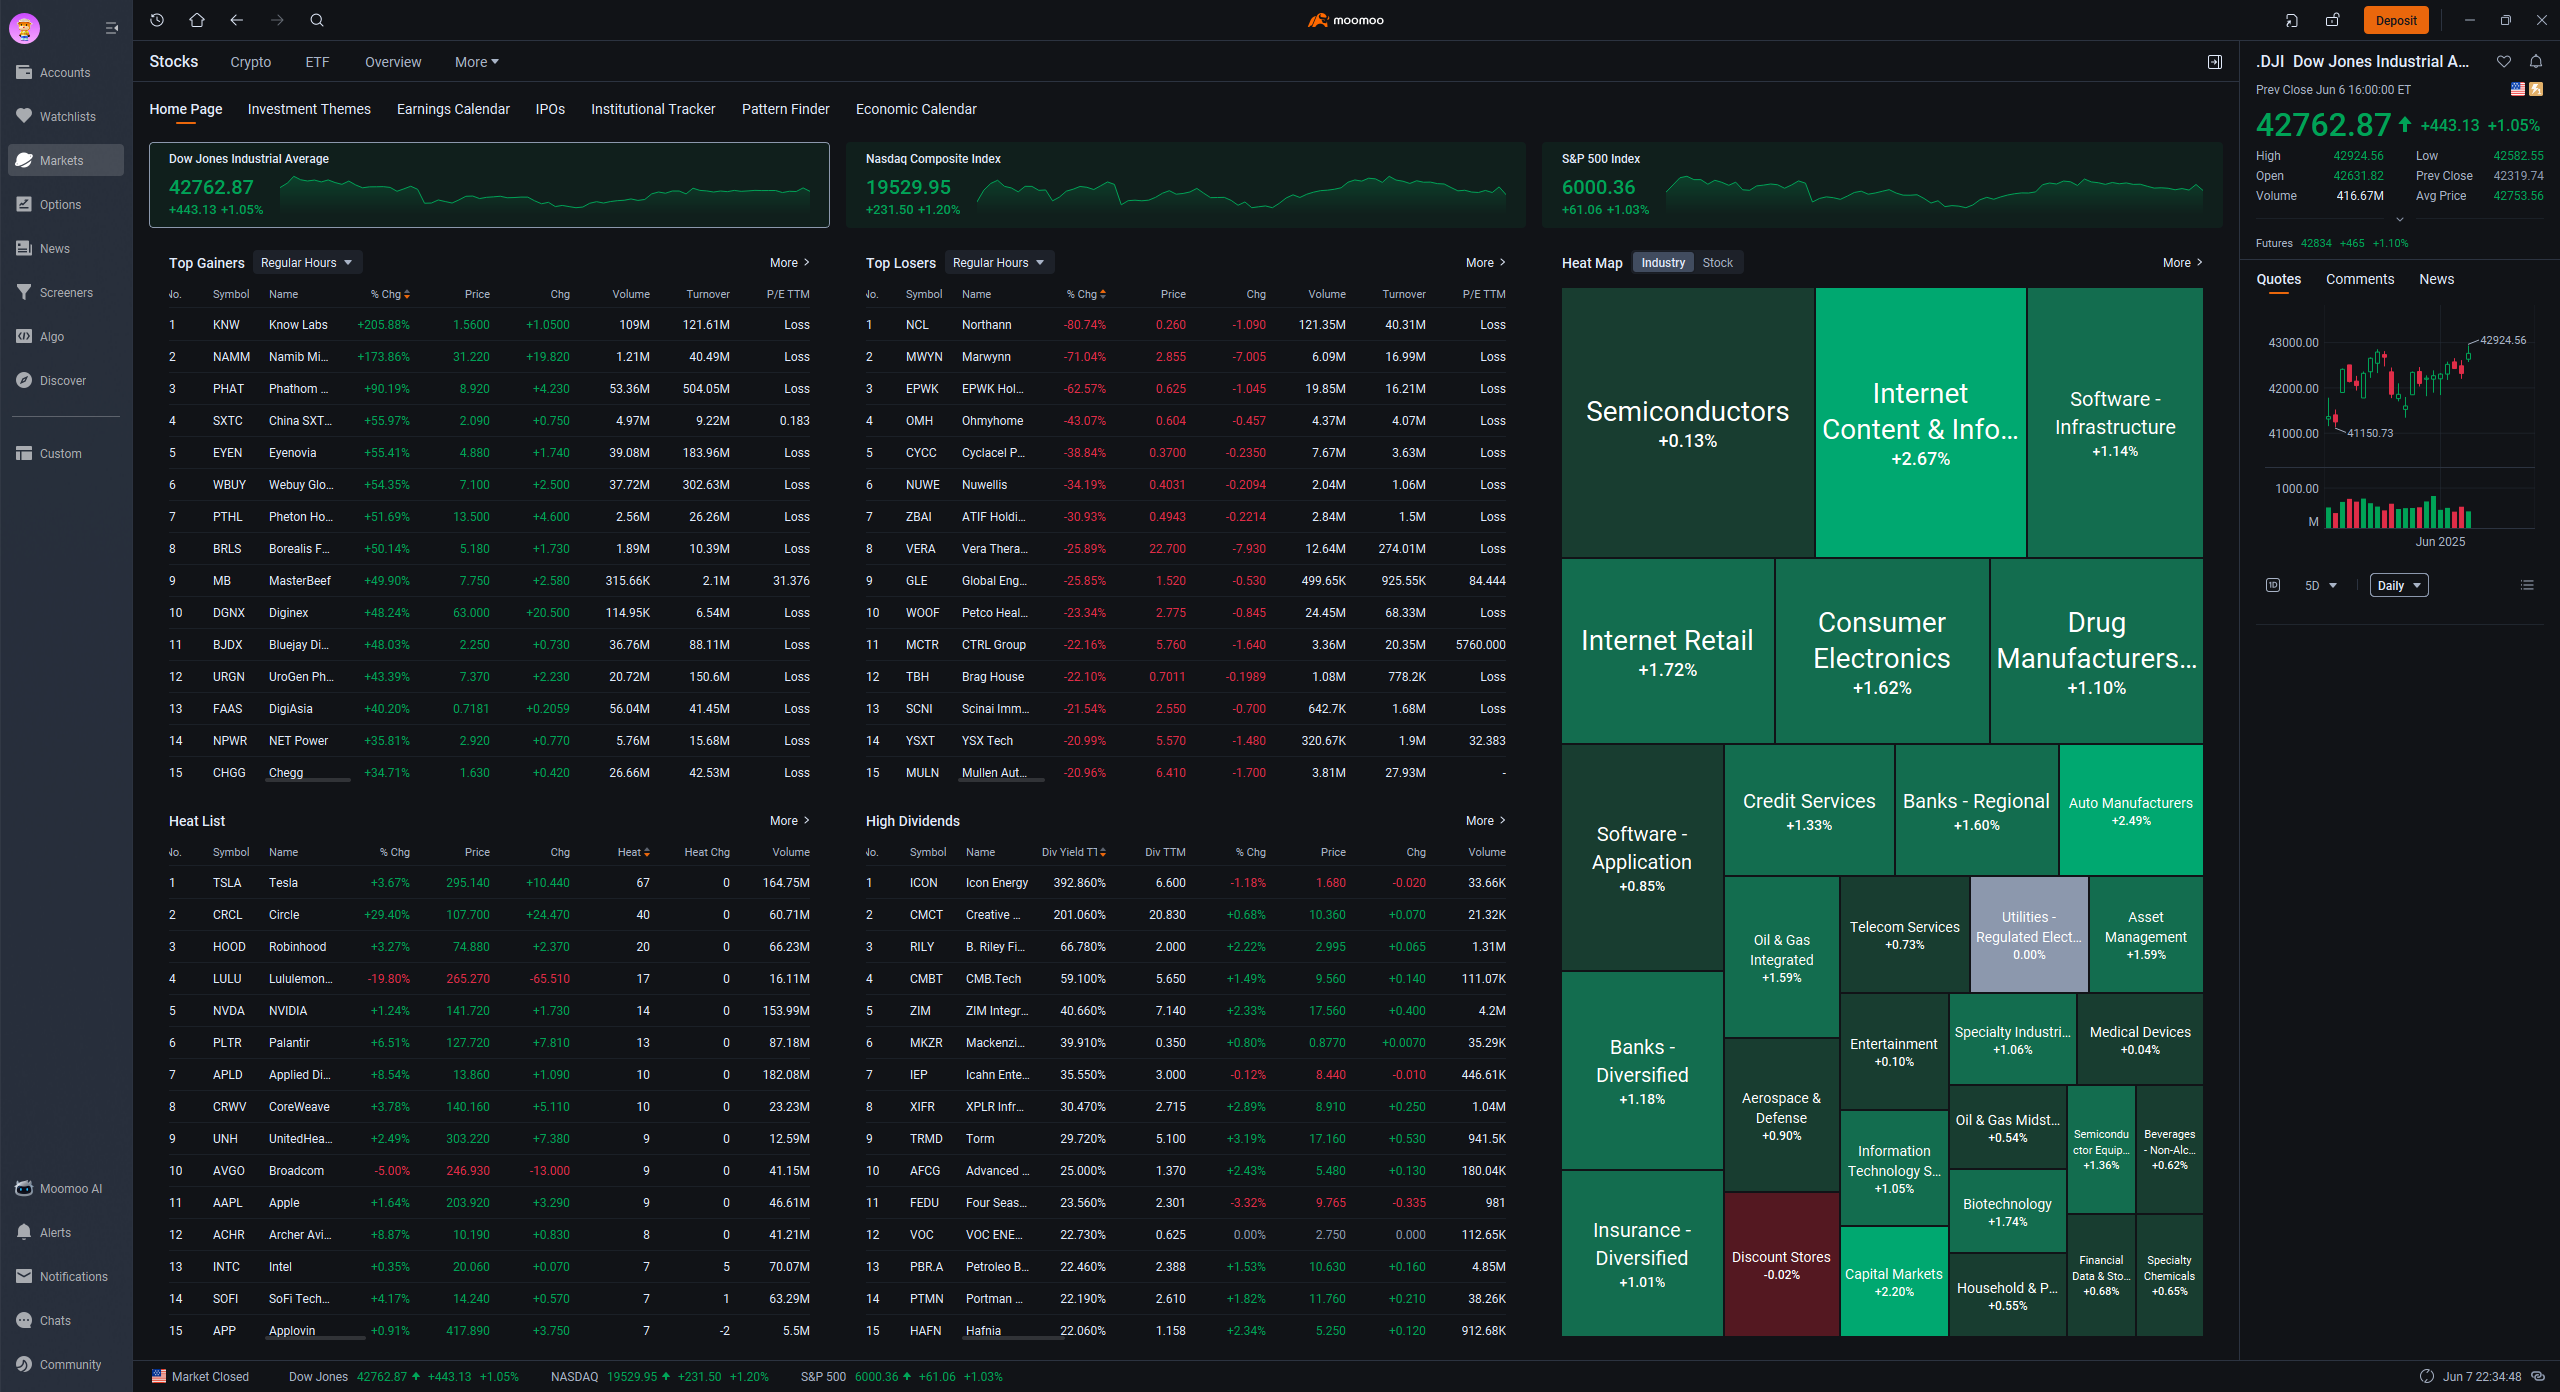 moomoo
Deposit
Accounts
Watchlists
Markets
Options
News
Screeners
Algo
Discover
Custom
Moomoo AI
Alerts
Notifications
Chats
Community
Stocks Crypto ETF Overview More
Home Page Investment Themes Earnings Calendar IPOs Institutional Tracker Pattern Finder Economic Calendar
Dow Jones Industrial Average
42762.87
+443.13 +1.05%
Nasdaq Composite Index
19529.95
+231.50 +1.20%
S&P 500 Index
6000.36
+61.06 +1.03%
Top Gainers Regular Hours More
No. Symbol Name % Chg Price Chg Volume Turnover P/E TTM
1 KNW Know Labs +205.88% 1.5600 +1.0500 109M 121.61M Loss
2 NAMM Namib Mi... +173.86% 31.220 +19.820 1.21M 40.49M Loss
3 PHAT Phathom ... +90.19% 8.920 +4.230 53.36M 504.05M Loss
4 SXTC China SXT... +55.97% 2.090 +0.750 4.97M 9.22M 0.183
5 EYEN Eyenovia +55.41% 4.880 +1.740 39.08M 183.96M Loss
6 WBUY Webuy Glo... +54.35% 7.100 +2.500 37.72M 302.63M Loss
7 PTHL Pheton Ho... +51.69% 13.500 +4.600 2.56M 26.26M Loss
8 BRLS Borealis F... +50.14% 5.180 +1.730 1.89M 10.39M Loss
9 MB MasterBeef +49.90% 7.750 +2.580 315.66K 2.1M 31.376
10 DGNX Diginex +48.24% 63.000 +20.500 114.95K 6.54M Loss
11 BJDX Bluejay Di... +48.03% 2.250 +0.730 36.76M 88.11M Loss
12 URGN UroGen Ph... +43.39% 7.370 +2.230 20.72M 150.6M Loss
13 FAAS DigiAsia +40.20% 0.7181 +0.2059 56.04M 41.45M Loss
14 NPWR NET Power +35.81% 2.920 +0.770 5.76M 15.68M Loss
15 CHGG Chegg +34.71% 1.630 +0.420 26.66M 42.53M Loss
Top Losers Regular Hours More
No. Symbol Name % Chg Price Chg Volume Turnover P/E TTM
1 NCL Northann -80.74% 0.260 -1.090 121.35M 40.31M Loss
2 MWYN Marwynn -71.04% 2.855 -7.005 6.09M 16.99M Loss
3 EPWK EPWK Hol... -62.57% 0.625 -1.045 19.85M 16.21M Loss
4 OMH Ohmyhome -43.07% 0.604 -0.457 4.37M 4.07M Loss
5 CYCC Cyclacel P... -38.84% 0.3700 -0.2350 7.67M 3.63M Loss
6 NUWE Nuwellis -34.19% 0.4031 -0.2094 2.04M 1.06M Loss
7 ZBAI ATIF Holdi... -30.93% 0.4943 -0.2214 2.84M 1.5M Loss
8 VERA Vera Thera... -25.89% 22.700 -7.930 12.64M 274.01M Loss
9 GLE Global Eng... -25.85% 1.520 -0.530 499.65K 925.55K 84.444
10 WOOF Petco Heal... -23.34% 2.775 -0.845 24.45M 68.33M Loss
11 MCTR CTRL Group -22.16% 5.760 -1.640 3.36M 20.35M 5760.000
12 TBH Brag House -22.10% 0.7011 -0.1989 1.08M 778.2K Loss
13 SCNI Scinai Imm... -21.54% 2.550 -0.700 642.7K 1.68M Loss
14 YSXT YSX Tech -20.99% 5.570 -1.480 320.67K 1.9M 32.383
15 MULN Mullen Aut... -20.96% 6.410 -1.700 3.81M 27.93M -
Heat List More
No. Symbol Name % Chg Price Chg Heat Heat Chg Volume
1 TSLA Tesla +3.67% 295.140 +10.440 67 0 164.75M
2 CRCL Circle +29.40% 107.700 +24.470 40 0 60.71M
3 HOOD Robinhood +3.27% 74.880 +2.370 20 0 66.23M
4 LULU Lululemon... -19.80% 265.270 -65.510 17 0 16.11M
5 NVDA NVIDIA +1.24% 141.720 +1.730 14 0 153.99M
6 PLTR Palantir +6.51% 127.720 +7.810 13 0 87.18M
7 APLD Applied Di... +8.54% 13.860 +1.090 10 0 182.08M
8 CRWV CoreWeave +3.78% 140.160 +5.110 10 0 23.23M
9 UNH UnitedHea... +2.49% 303.220 +7.380 9 0 12.59M
10 AVGO Broadcom -5.00% 246.930 -13.000 9 0 41.15M
11 AAPL Apple +1.64% 203.920 +3.290 9 0 46.61M
12 ACHR Archer Avi... +8.87% 10.190 +0.830 8 0 41.21M
13 INTC Intel +0.35% 20.060 +0.070 7 5 70.07M
14 SOFI SoFi Tech... +4.17% 14.240 +0.570 7 1 63.29M
15 APP Applovin +0.91% 417.890 +3.750 7 -2 5.5M
High Dividends More
No. Symbol Name Div Yield TT Div TTM % Chg Price Chg Volume
1 ICON Icon Energy 392.860% 6.600 -1.18% 1.680 -0.020 33.66K
2 CMCT Creative ... 201.060% 20.830 +0.68% 10.360 +0.070 21.32K
3 RILY B. Riley Fi... 66.780% 2.000 +2.22% 2.995 +0.065 1.31M
4 CMBT CMB.Tech 59.100% 5.650 +1.49% 9.560 +0.140 111.07K
5 ZIM ZIM Integr... 40.660% 7.140 +2.33% 17.560 +0.400 4.2M
6 MKZR Mackenzi... 39.910% 0.350 +0.80% 0.8770 +0.0070 35.29K
7 IEP Icahn Ente... 35.550% 3.000 -0.12% 8.440 -0.010 446.61K
8 XIFR XPLR Infr... 30.470% 2.715 +2.89% 8.910 +0.250 1.04M
9 TRMD Torm 29.720% 5.100 +3.19% 17.160 +0.530 941.5K
10 AFCG Advanced ... 25.000% 1.370 +2.43% 5.480 +0.130 180.04K
11 FEDU Four Seas... 23.560% 2.301 -3.32% 9.765 -0.335 981
12 VOC VOC ENE... 22.730% 0.625 0.00% 2.750 0.000 112.65K
13 PBR.A Petroleo B... 22.460% 2.388 +1.53% 10.630 +0.160 4.85M
14 PTMN Portman ... 22.190% 2.610 +1.82% 11.760 +0.210 38.26K
15 HAFN Hafnia 22.060% 1.158 +2.34% 5.250 +0.120 912.68K
Heat Map Industry Stock More
Semiconductors
+0.13%
Internet
Content & Info...
+2.67%
Software -
Infrastructure
+1.14%
Internet Retail
+1.72%
Consumer
Electronics
+1.62%
Drug
Manufacturers...
+1.10%
Software -
Application
+0.85%
Credit Services
+1.33%
Banks - Regional
+1.60%
Auto Manufacturers
+2.49%
Oil & Gas
Integrated
+1.59%
Telecom Services
+0.73%
Utilities -
Regulated Elect...
0.00%
Asset
Management
+1.59%
Banks -
Diversified
+1.18%
Aerospace &
Defense
+0.90%
Entertainment
+0.10%
Specialty Industri...
+1.06%
Medical Devices
+0.04%
Information
Technology S...
+1.05%
Oil & Gas Midst...
+0.54%
Semicondu
ctor Equip...
+1.36%
Beverages
- Non-Alc...
+0.62%
Insurance -
Diversified
+1.01%
Discount Stores
-0.02%
Capital Markets
+2.20%
Biotechnology
+1.74%
Household & P...
+0.55%
Financial
Data & Sto...
+0.68%
Specialty
Chemicals
+0.65%
.DJI Dow Jones Industrial A...
Prev Close Jun 6 16:00:00 ET
42762.87 +443.13 +1.05%
High 42924.56 Low 42582.55
Open 42631.82 Prev Close 42319.74
Volume 416.67M Avg Price 42753.56
Futures 42834 +465 +1.10%
Quotes Comments News
43000.00
42924.56
42000.00
41000.00
41150.73
1000.00
M
Jun 2025
1D 5D Daily
Market Closed Dow Jones 42762.87 +443.13 +1.05% NASDAQ 19529.95 +231.50 +1.20% S&P 500 6000.36 +61.06 +1.03%
Jun 7 22:34:48